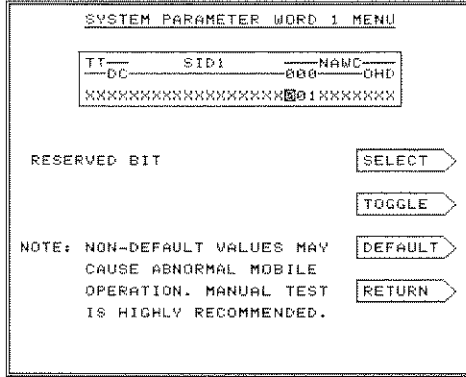 SYSTEM PARAMETER WORD 1 MENU
TT SID1 NAWC
DC 000 OHD
XXXXXXXXXXXXXXXXXX001XXXXXXX
RESERVED BIT
SELECT
TOGGLE
NOTE: NON-DEFAULT VALUES MAY
DEFAULT
CAUSE ABNORMAL MOBILE
OPERATION. MANUAL TEST
RETURN
IS HIGHLY RECOMMENDED.